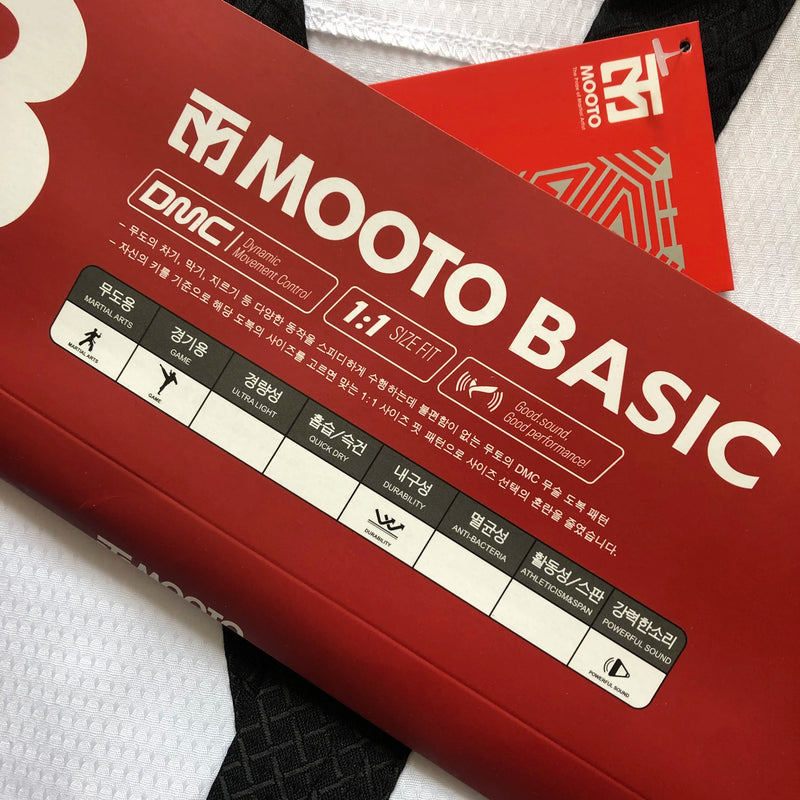 MOOTO
The Pride of Martial Artist
3
MOOTO BASIC
DMC Dynamic
Movement Control
1:1 SIZE FIT
Good sound,
Good performance!
- 무도의 차기, 막기, 지르기 등 다양한 동작을 스피디하게 수행하는데 불편함이 없는 무토의 DMC 무술 도복 패턴
- 자신의 키를 기준으로 해당 도복의 사이즈를 고르면 맞는 1:1 사이즈 핏 패턴으로 사이즈 선택의 혼란을 줄였습니다.
무도용
MARTIAL ARTS
MARTIAL ARTS
경기용
GAME
GAME
경량성
ULTRA LIGHT
흡습/속건
QUICK DRY
내구성
DURABILITY
DURABILITY
멸균성
ANTI-BACTERIA
활동성/스판
ATHLETICISM&SPAN
강력한소리
POWERFUL SOUND
POWERFUL SOUND
MOOTO